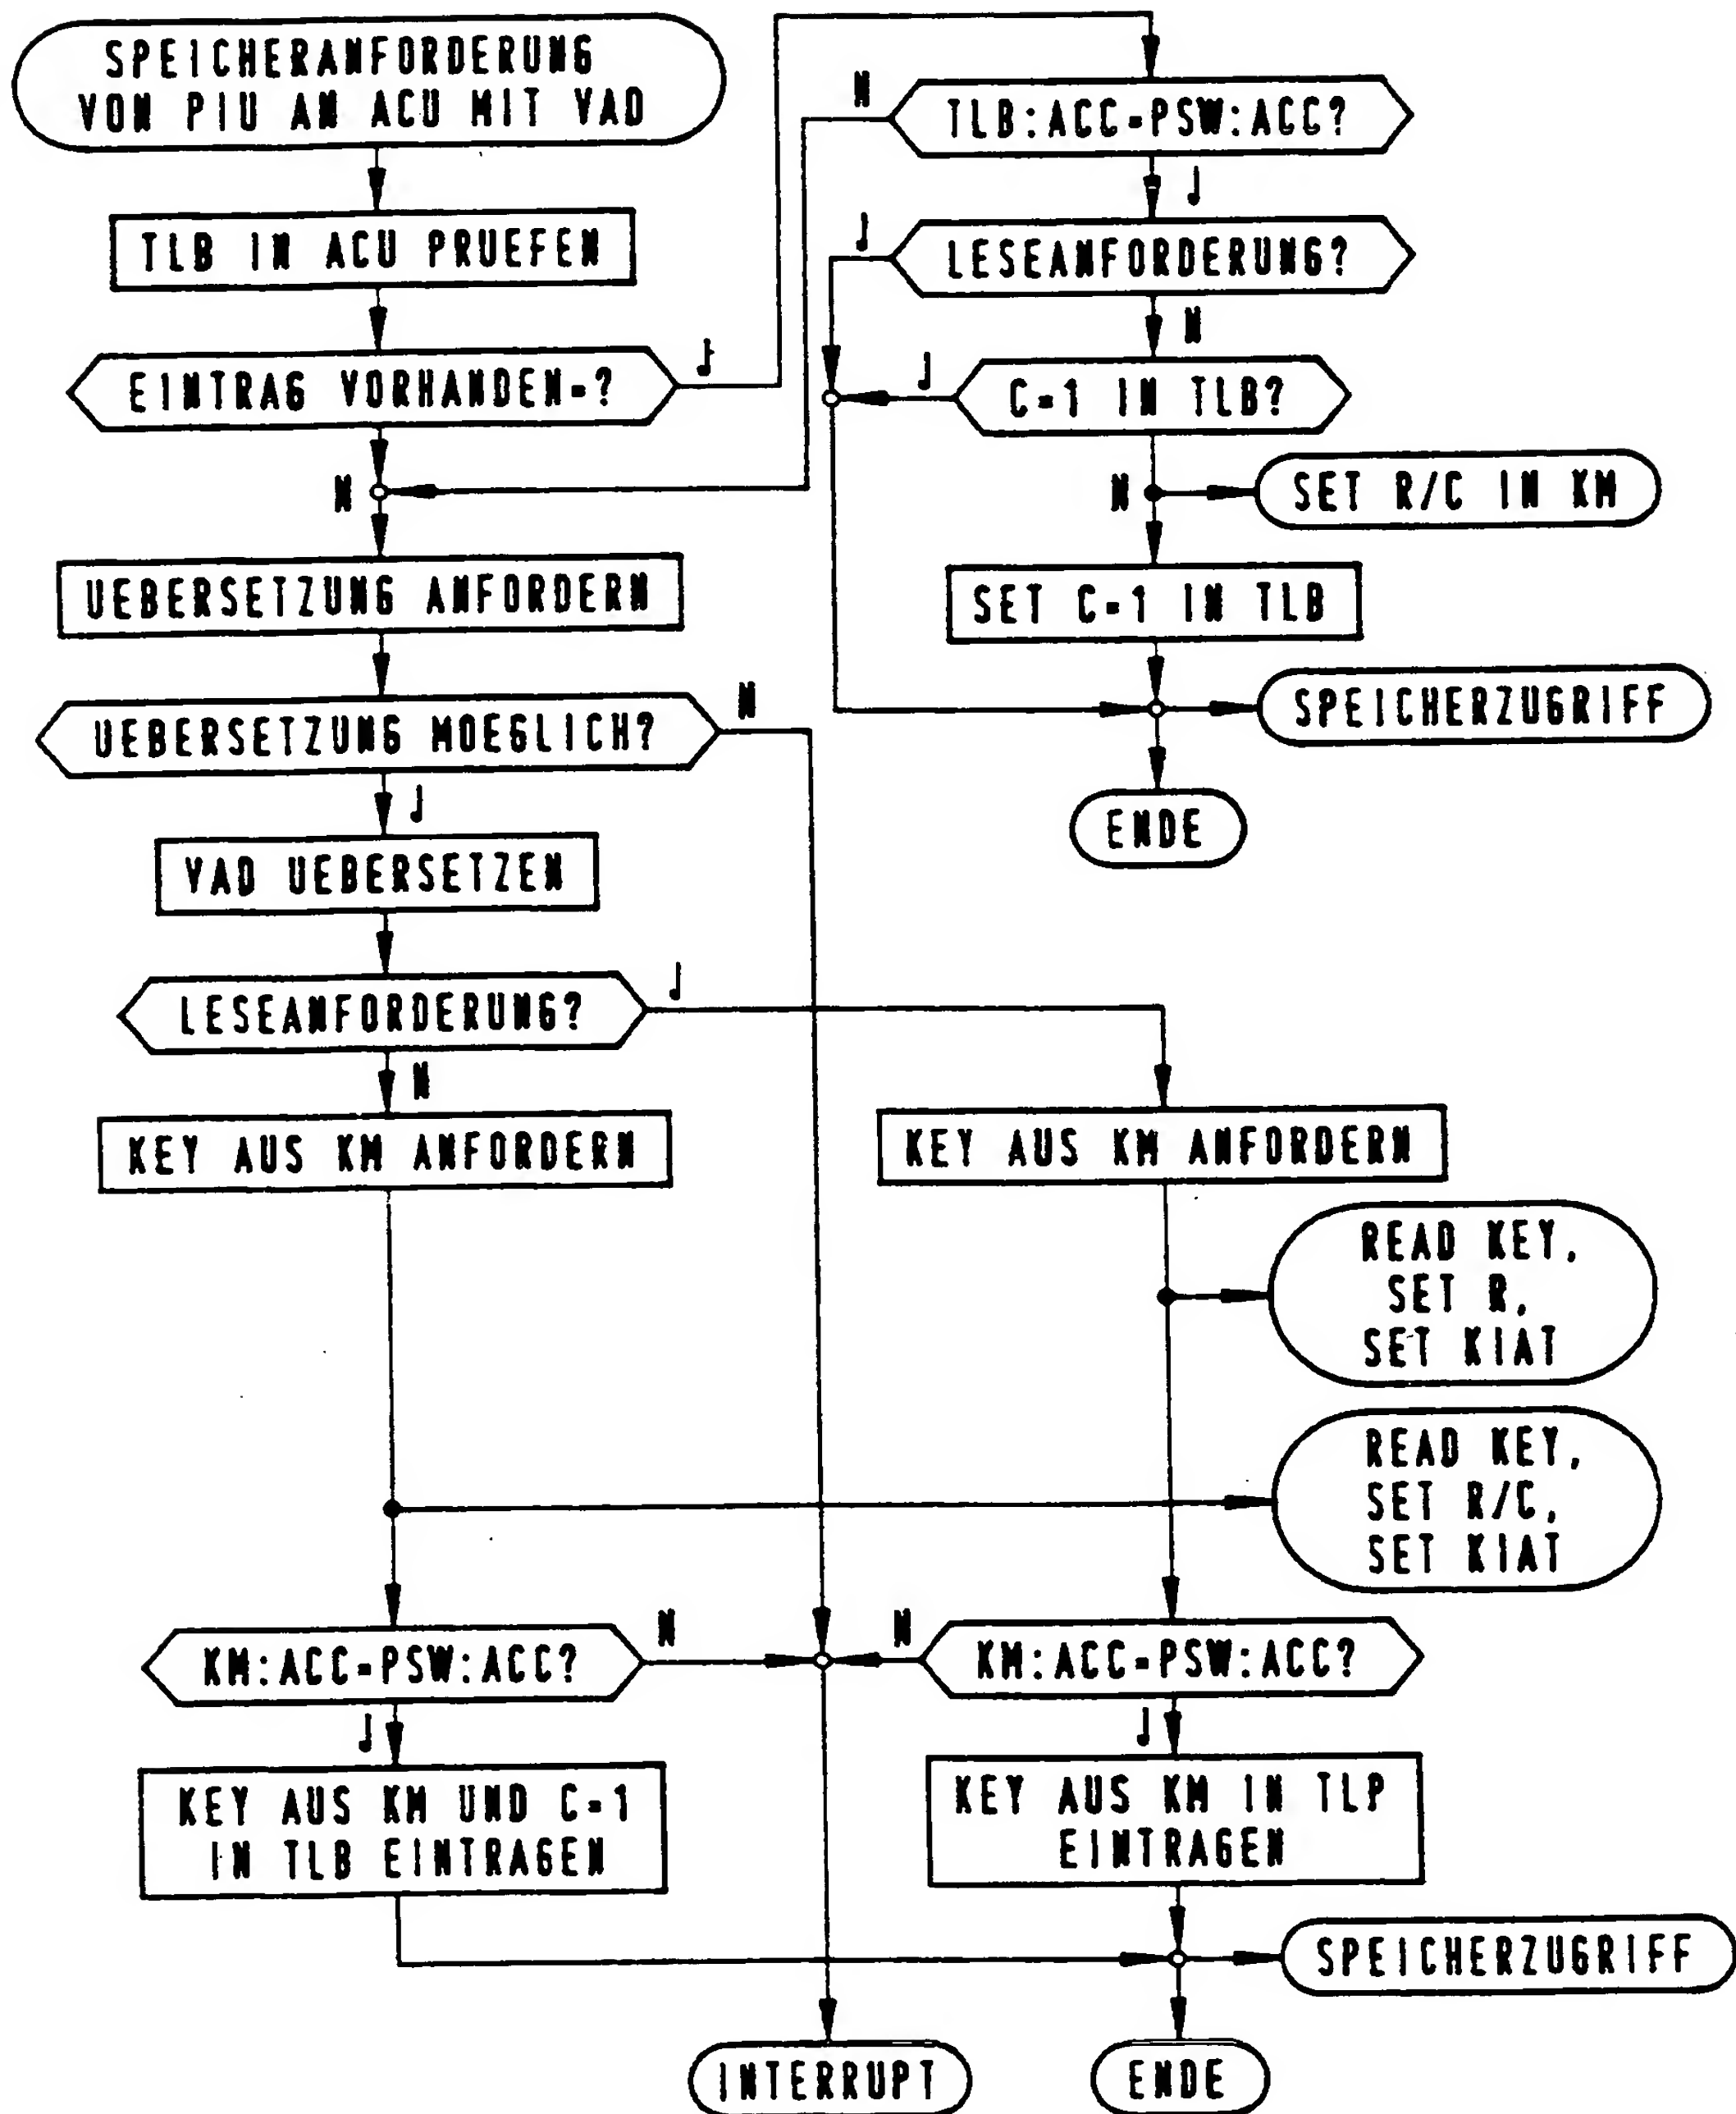 SPEICHERANFORDERUNG
VON PIU AN ACU MIT VAD
TLB IN ACU PRUEFEN
EINTRAG VORHANDEN=?
J
N
UEBERSETZUNG ANFORDERN
UEBERSETZUNG MOEGLICH?
N
J
VAD UEBERSETZEN
LESEANFORDERUNG?
J
N
KEY AUS KM ANFORDERN
KM:ACC=PSW:ACC?
N
J
KEY AUS KM UND C=1
IN TLB EINTRAGEN
N
TLB:ACC=PSW:ACC?
J
J
LESEANFORDERUNG?
N
J
C=1 IN TLB?
N
SET R/C IN KM
SET C=1 IN TLB
SPEICHERZUGRIFF
ENDE
KEY AUS KM ANFORDERN
READ KEY,
SET R,
SET KIAT
READ KEY,
SET R/C,
SET KIAT
N
KM:ACC=PSW:ACC?
J
KEY AUS KM IN TLP
EINTRAGEN
SPEICHERZUGRIFF
INTERRUPT
ENDE